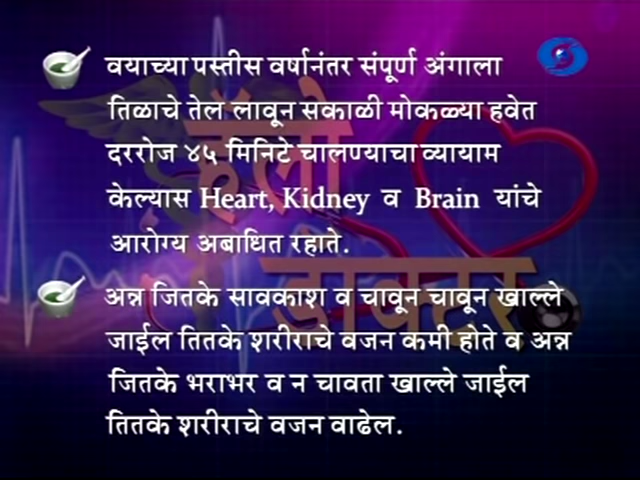 वयाच्या पस्तीस वर्षानंतर संपूर्ण अंगाला
तिळाचे तेल लावून सकाळी मोकळ्या हवेत
दररोज ४५ मिनिटे चालण्याचा व्यायाम
केल्यास Heart, Kidney व Brain यांचे
आरोग्य अबाधित रहाते.
अन्न जितके सावकाश व चावून चावून खाल्ले
जाईल तितके शरीराचे वजन कमी होते व अन्न
जितके भराभर व न चावता खाल्ले जाईल
तितके शरीराचे वजन वाढेल.
हॅलो
डॉक्टर